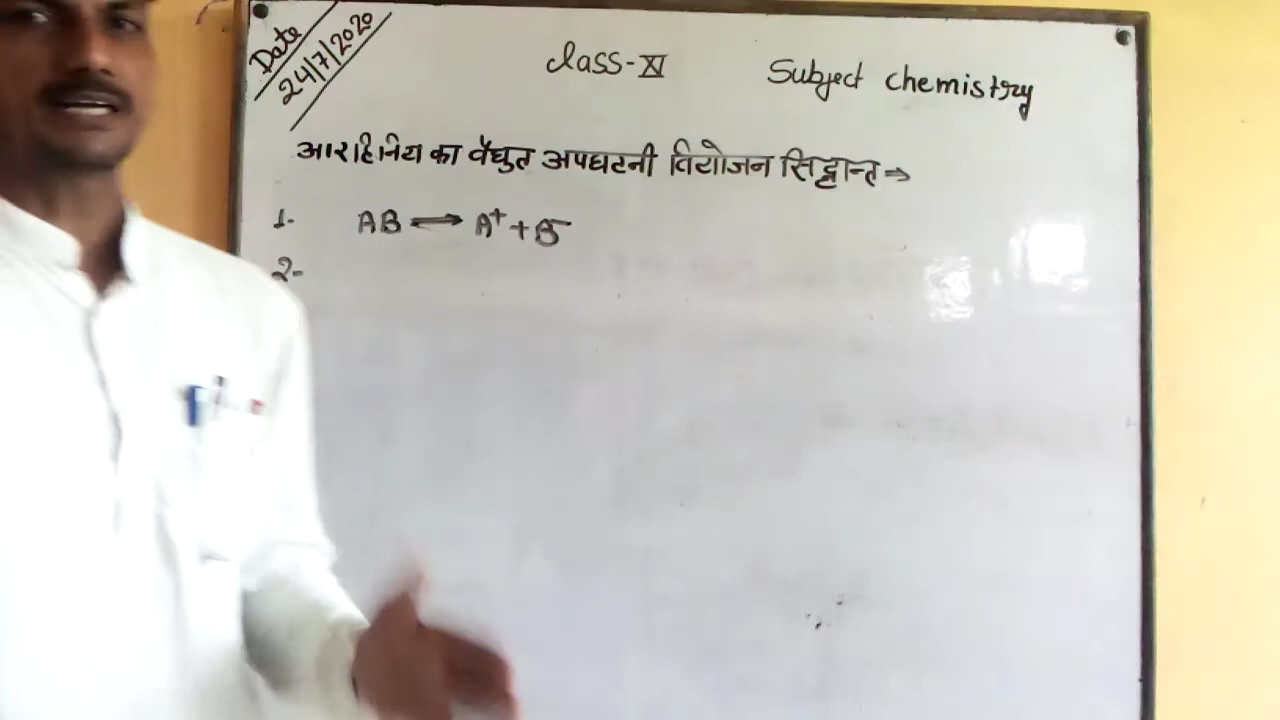 Date
24/7/2020
Class-XI Subject chemistry
आरहिनियस का वैधुत अपघटनी वियोजन सिद्धान्त ⇒
1- AB ⇌ A⁺ + B⁻
2-